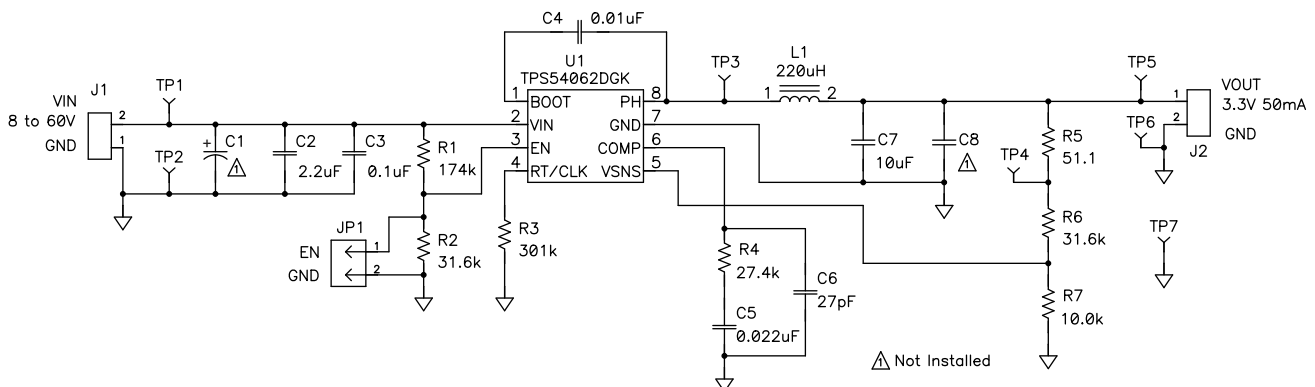 C4
0.01uF
U1
TPS54062DGK
L1
220uH
TP3
TP5
J1
TP1
VIN
8 to 60V
GND
2
1
TP2
C1
+
1
C2
2.2uF
C3
0.1uF
R1
174k
1 BOOT PH 8
2 VIN GND 7
3 EN COMP 6
4 RT/CLK VSNS 5
1 2
C7
10uF
C8
1
R5
51.1
TP4
TP6
1
2
VOUT
3.3V 50mA
GND
J2
JP1
EN 1
GND 2
R2
31.6k
R3
301k
R4
27.4k
C5
0.022uF
C6
27pF
R6
31.6k
TP7
R7
10.0k
1 Not Installed